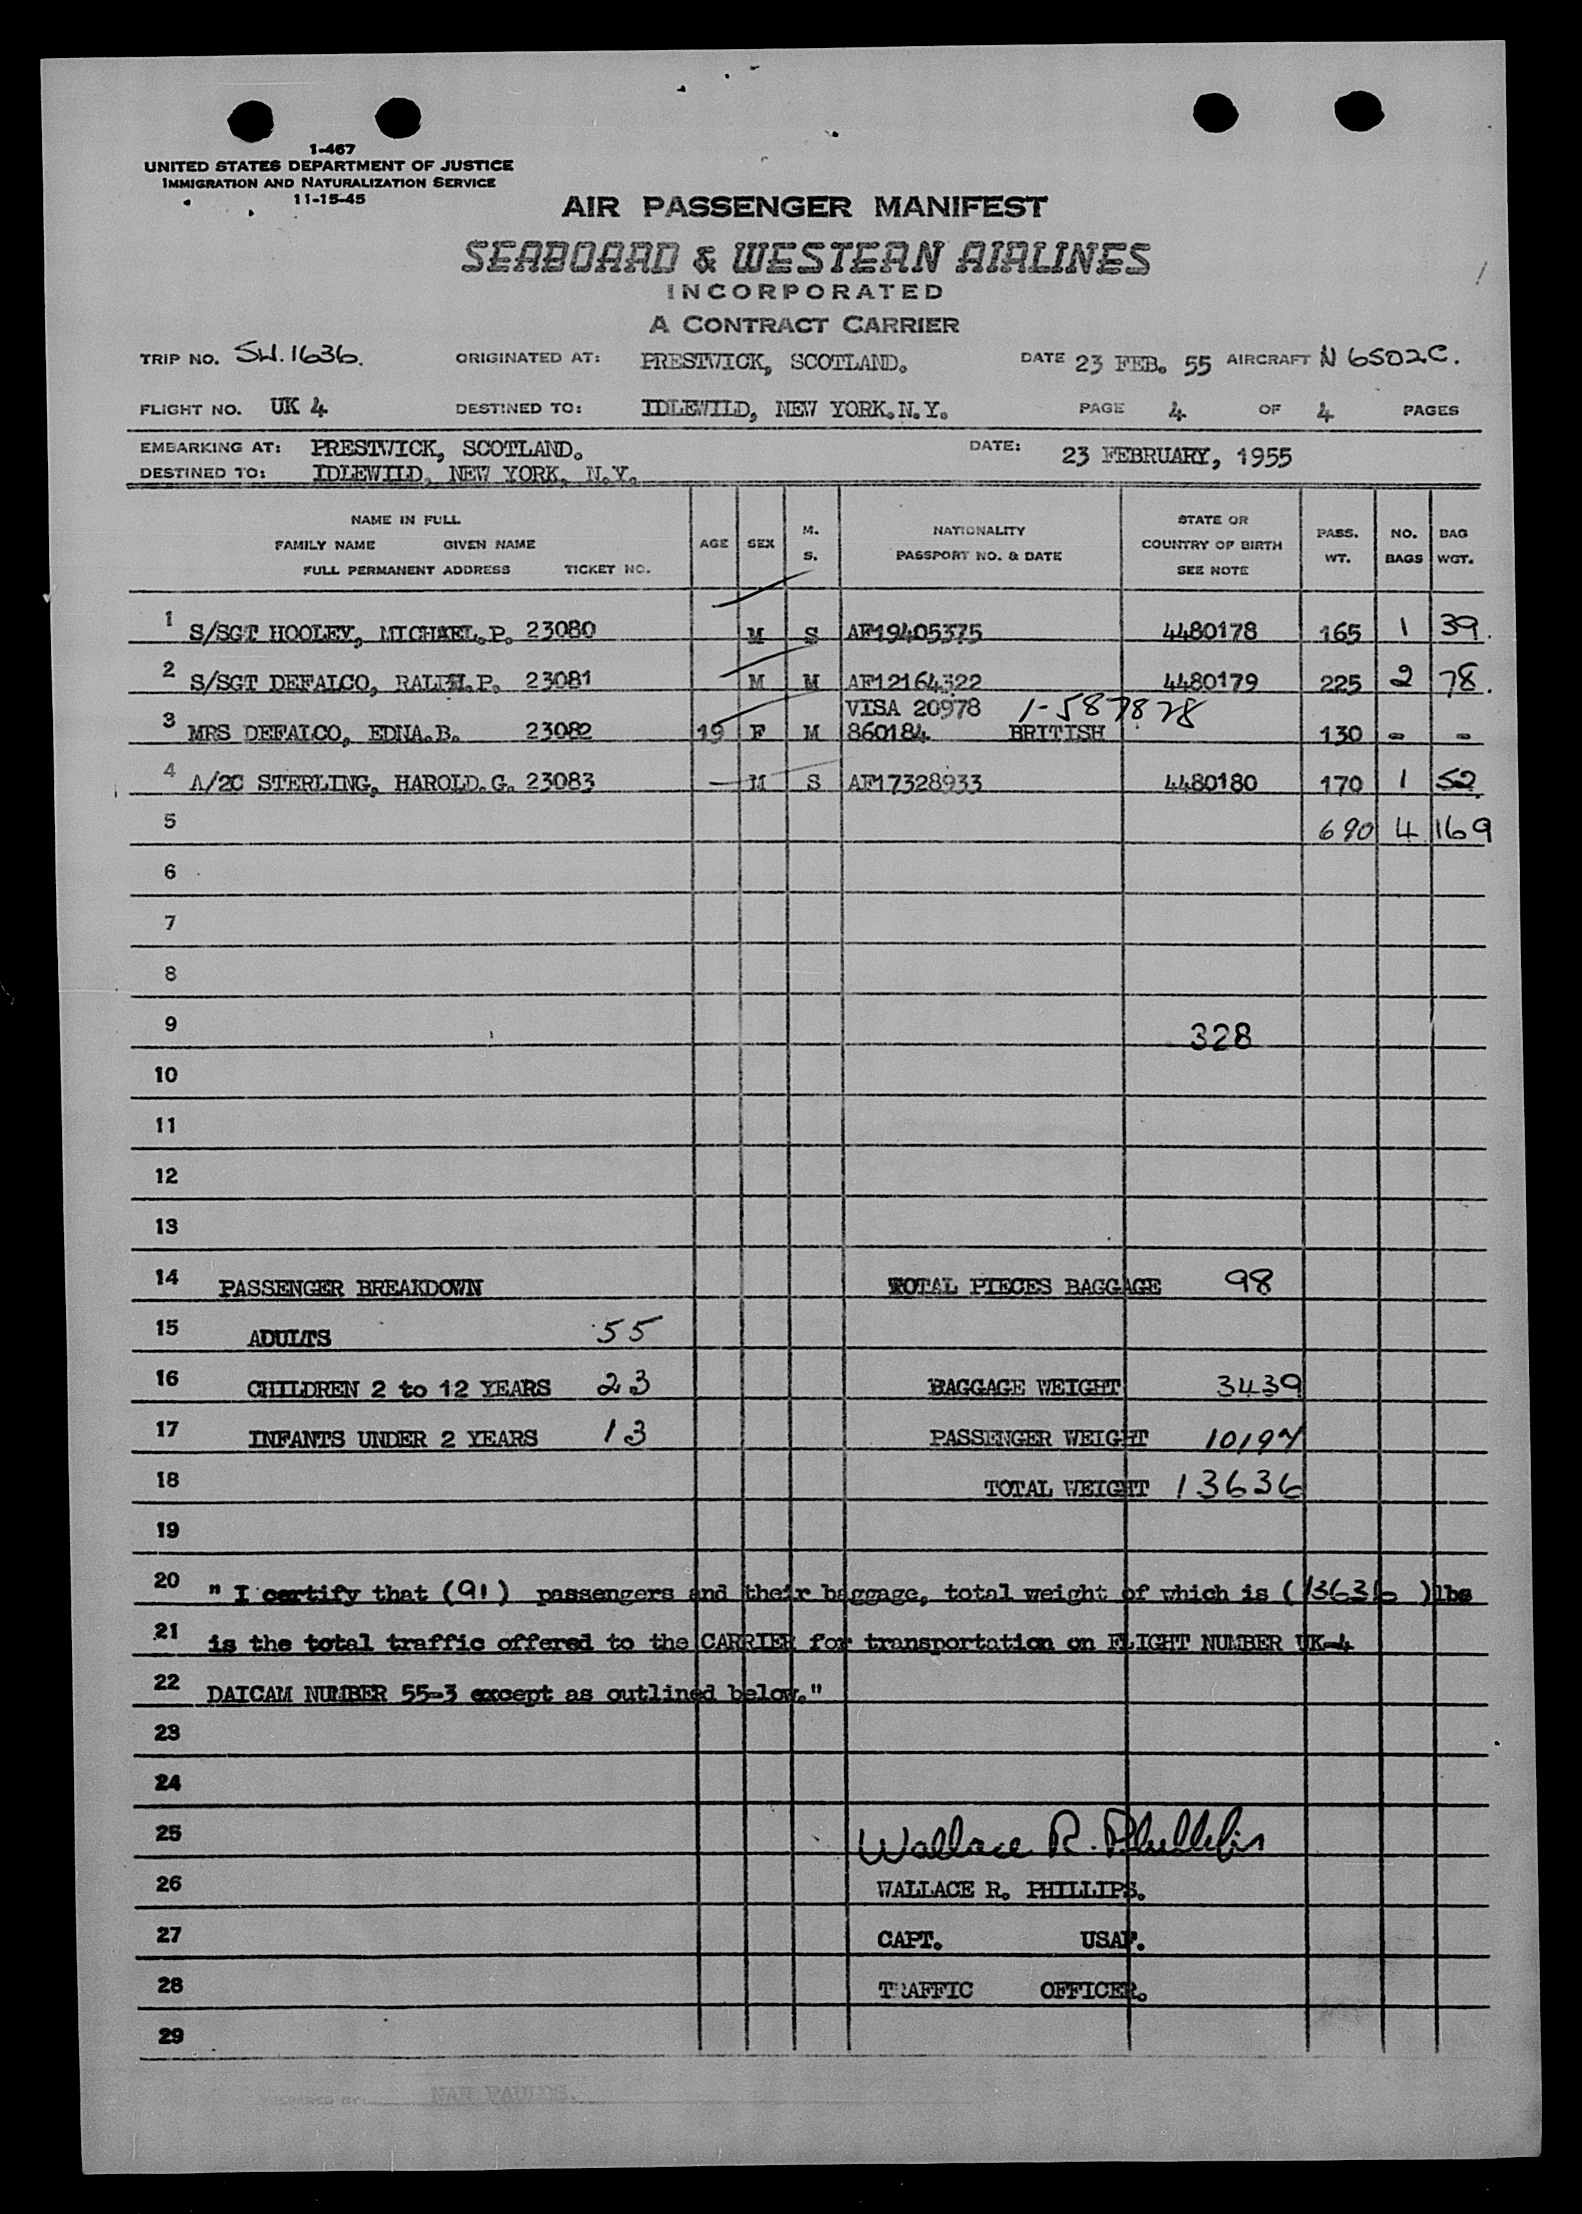 1-467
UNITED STATES DEPARTMENT OF JUSTICE
IMMIGRATION AND NATURALIZATION SERVICE
11-15-45
AIR PASSENGER MANIFEST
SEABOARD & WESTERN AIRLINES
INCORPORATED
A CONTRACT CARRIER
TRIP NO. SW.1636. ORIGINATED AT: PRESTWICK, SCOTLAND. DATE 23 FEB. 55 AIRCRAFT N 6502C.
FLIGHT NO. UK 4 DESTINED TO: IDLEWILD, NEW YORK.N.Y. PAGE 4 OF 4 PAGES
EMBARKING AT: PRESTWICK, SCOTLAND. DATE: 23 FEBRUARY, 1955
DESTINED TO: IDLEWILD, NEW YORK, N.Y.
NAME IN FULL
FAMILY NAME GIVEN NAME
FULL PERMANENT ADDRESS TICKET NO.
AGE SEX M. S. NATIONALITY PASSPORT NO. & DATE STATE OR COUNTRY OF BIRTH SEE NOTE PASS. WT. NO. BAGS BAG WGT.
1 S/SGT HOOLEY, MICHAEL.P. 23080 M S AF19405375 4480178 165 1 39.
2 S/SGT DEFALCO, RALPH.P. 23081 M M AF12164322 4480179 225 2 78.
VISA 20978 1-587828
3 MRS DEFALCO, EDNA.B. 23082 19 F M 860184 BRITISH 130 - -
4 A/2C STERLING, HAROLD.G. 23083 — M S AF17328933 4480180 170 1 52.
5 690 4 169
6
7
8
9 328
10
11
12
13
14 PASSENGER BREAKDOWN TOTAL PIECES BAGGAGE 98
15 ADULTS 55
16 CHILDREN 2 to 12 YEARS 23 BAGGAGE WEIGHT 3439
17 INFANTS UNDER 2 YEARS 13 PASSENGER WEIGHT 10197
18 TOTAL WEIGHT 13636
19
20 " I certify that (91) passengers and their baggage, total weight of which is (13636 )lbs
21 is the total traffic offered to the CARRIER for transportation on FLIGHT NUMBER UK-4
22 DAICAM NUMBER 55-3 except as outlined below."
23
24
25 Wallace R. Phillips
26 WALLACE R. PHILLIPS.
27 CAPT. USAF.
28 TRAFFIC OFFICER.
29
PREPARED BY: